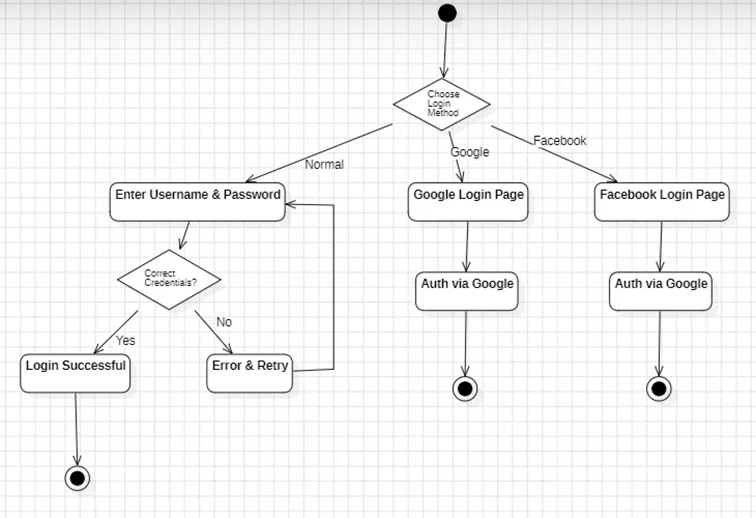 Choose
Login
Method
Normal
Google
Facebook
Enter Username & Password
Google Login Page
Facebook Login Page
Correct
Credentials?
Auth via Google
Auth via Google
Yes
No
Login Successful
Error & Retry